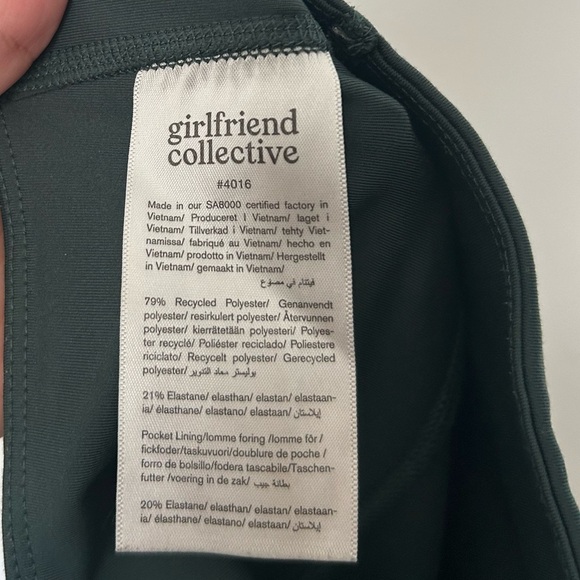 girlfriend
collective
#4016
Made in our SA8000 certified factory in
Vietnam/ Produceret I Vietnam/ laget i
Vietnam/ Tillverkad i Vietnam/ tehty Viet-
namissa/ fabriqué au Vietnam/ hecho en
Vietnam/ prodotto in Vietnam/ Hergestellt
in Vietnam/ gemaakt in Vietnam/
فيتنام في مصنوع
79% Recycled Polyester/ Genanvendt
polyester/ resirkulert polyester/ Återvunnen
polyester/ kierrätetään polyesteri/ Polyes-
ter recyclé/ Poliéster reciclado/ Poliestere
riciclato/ Recycelt polyester/ Gerecycled
polyester/ بوليستر معاد التدوير
21% Elastane/ elasthan/ elastan/ elastaan-
ia/ élasthane/ elastano/ elastaan/ إيلاستان
Pocket Lining/lomme foring /lomme fôr /
fickfoder/taskuvuori/doublure de poche /
forro de bolsillo/fodera tascabile/Taschen-
futter /voering in de zak/ بطانة جيب
20% Elastane/ elasthan/ elastan/ elastaan-
ia/ élasthane/ elastano/ elastaan/ إيلاستان